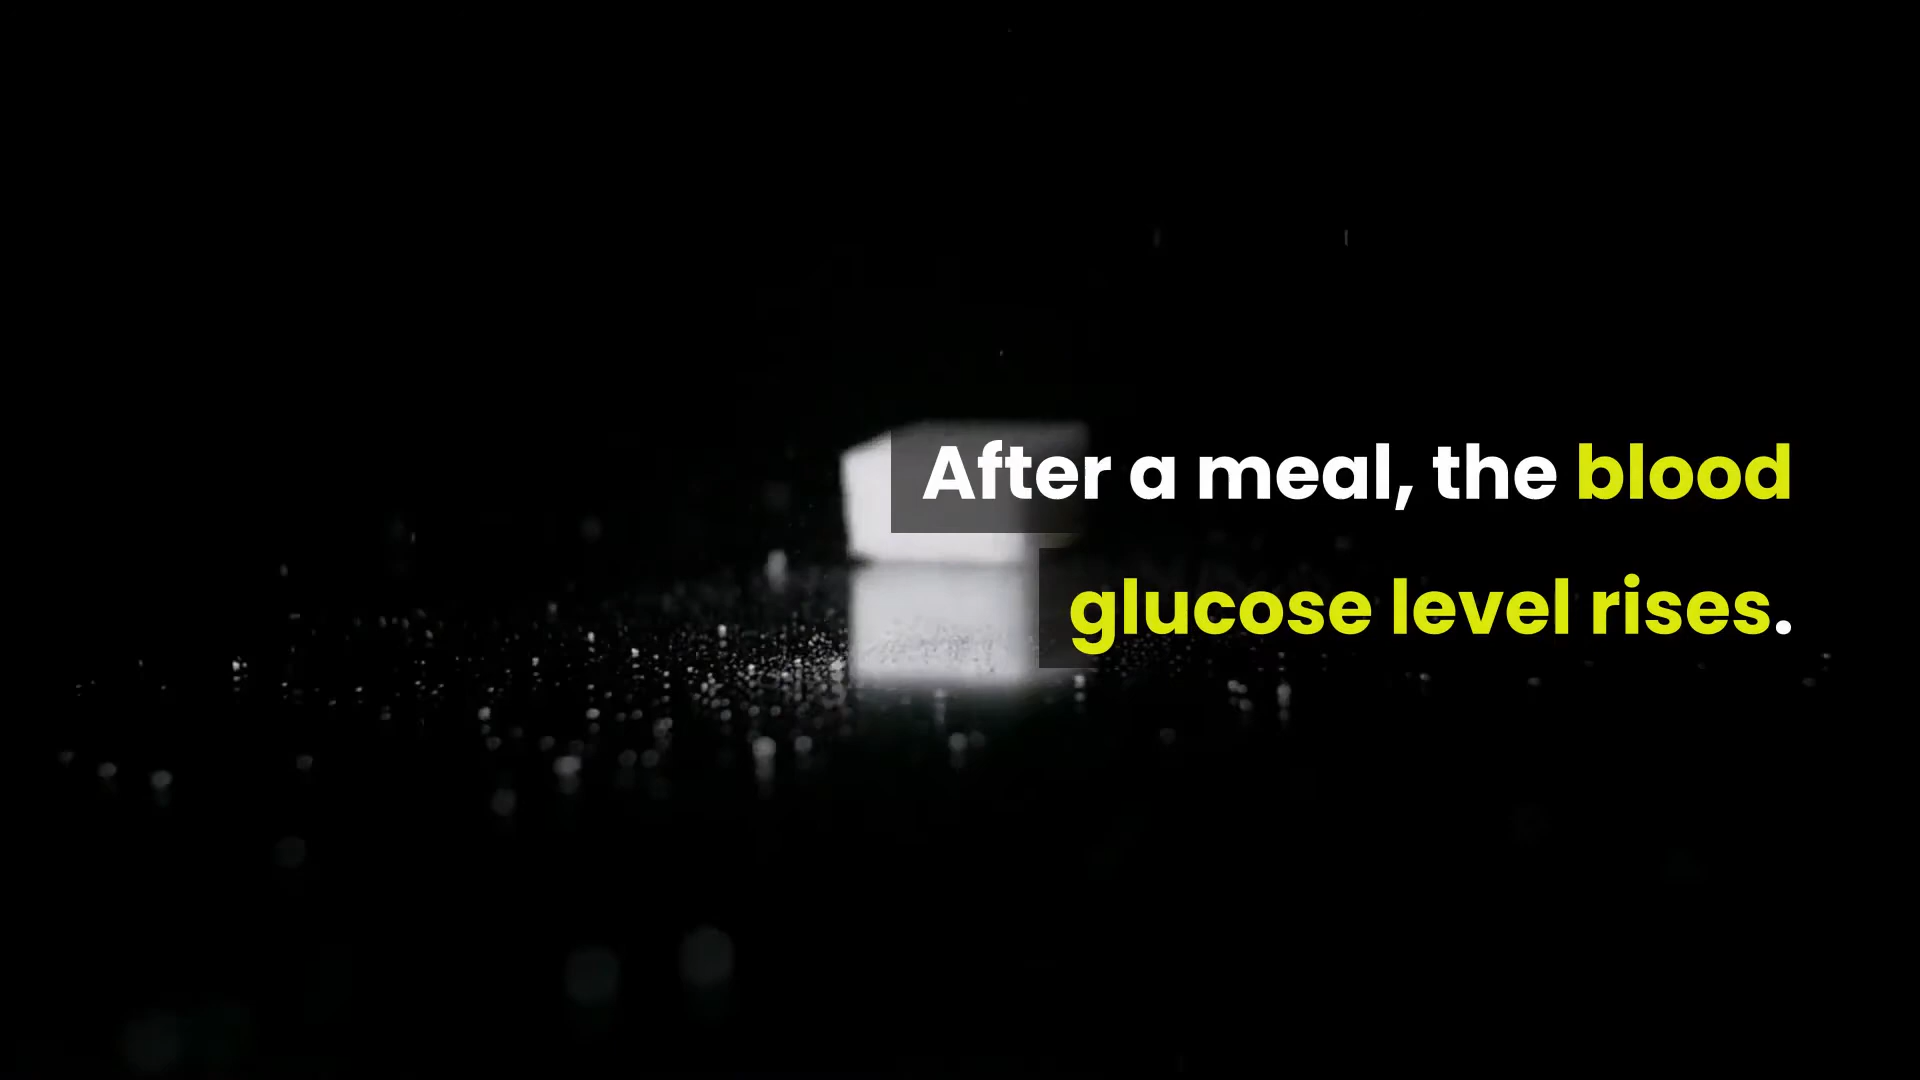 After a meal, the blood
glucose level rises.